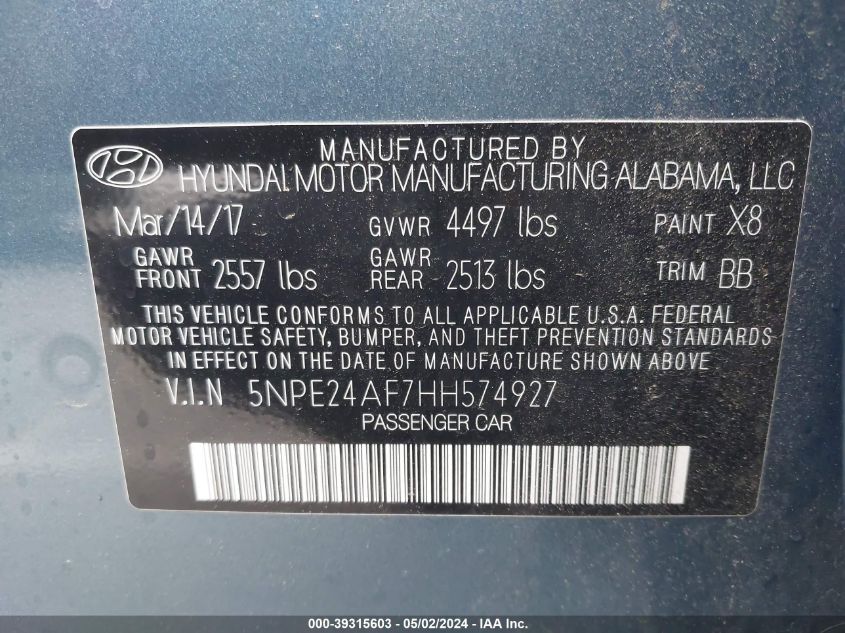 MANUFACTURED BY
HYUNDAI MOTOR MANUFACTURING ALABAMA, LLC
Mar/14/17 GVWR 4497 lbs PAINT X8
GAWR FRONT 2557 lbs GAWR REAR 2513 lbs TRIM BB
THIS VEHICLE CONFORMS TO ALL APPLICABLE U.S.A. FEDERAL
MOTOR VEHICLE SAFETY, BUMPER, AND THEFT PREVENTION STANDARDS
IN EFFECT ON THE DATE OF MANUFACTURE SHOWN ABOVE
V.I.N 5NPE24AF7HH574927
PASSENGER CAR
000-39315603 - 05/02/2024 - IAA Inc.